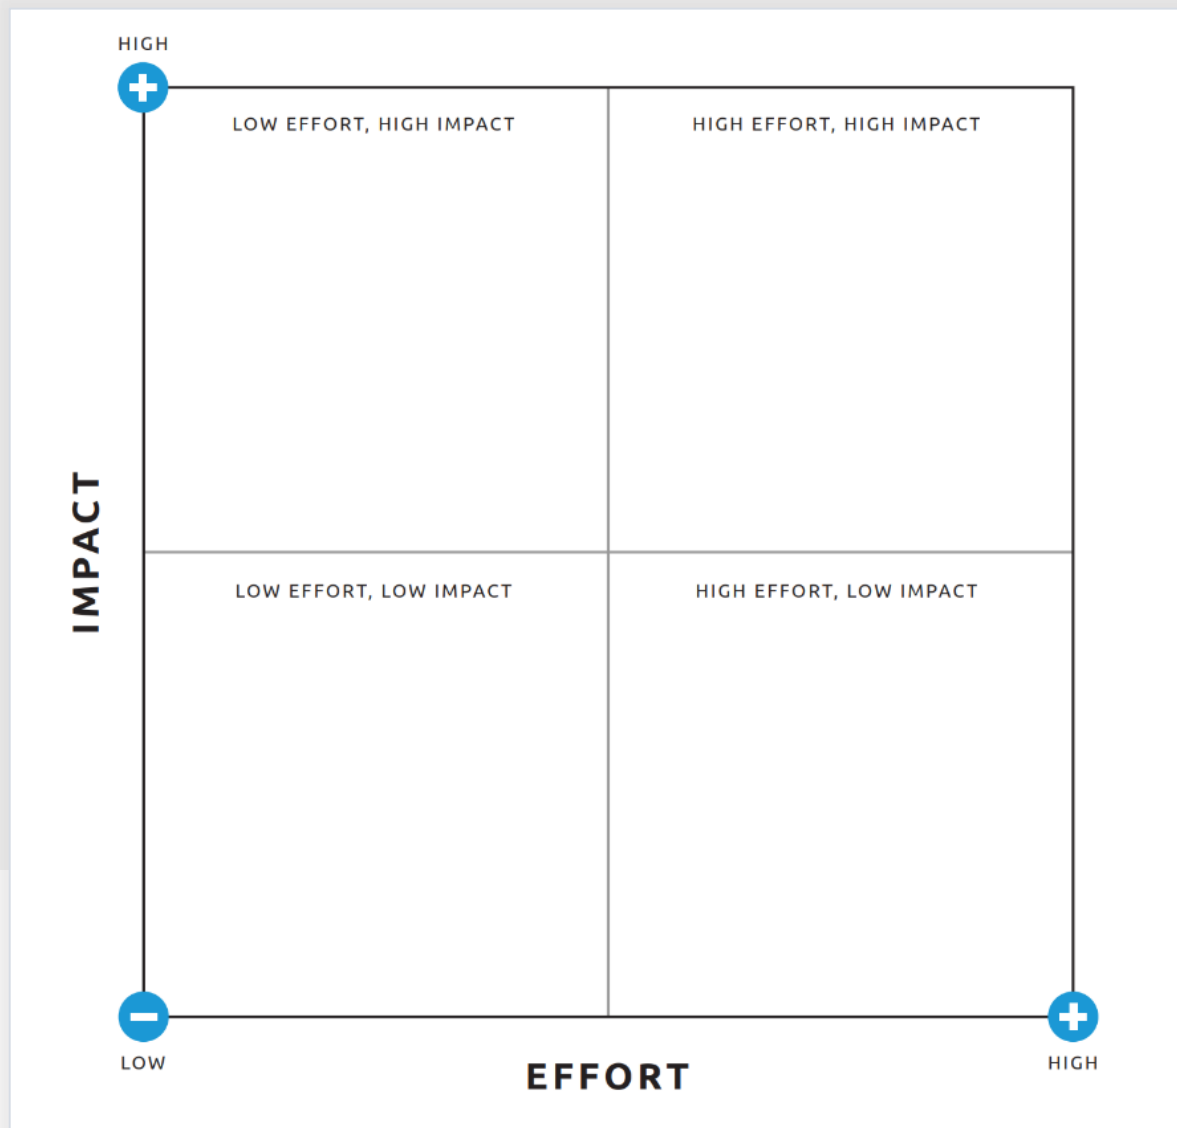 HIGH
LOW EFFORT, HIGH IMPACT
HIGH EFFORT, HIGH IMPACT
IMPACT
LOW EFFORT, LOW IMPACT
HIGH EFFORT, LOW IMPACT
LOW
EFFORT
HIGH